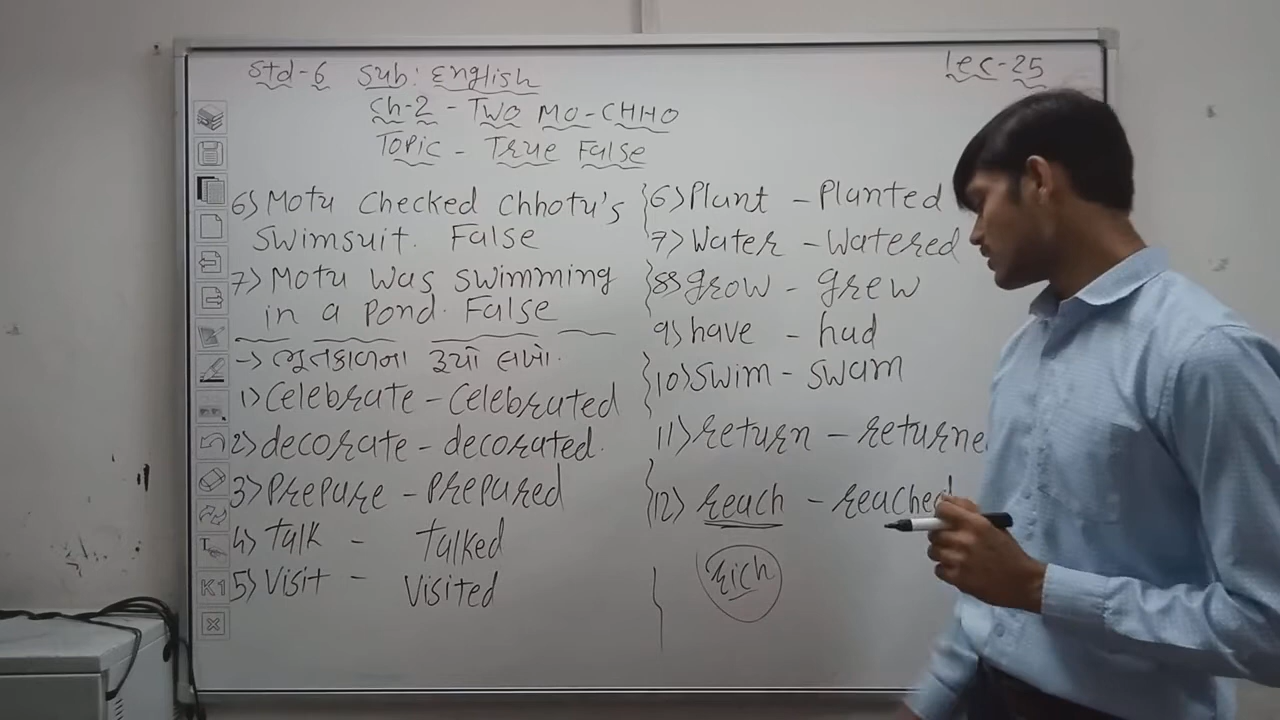 Std-6 Sub: English
Lec-25
Ch-2 - TWO MO-CHHO
Topic - True False
6) Motu checked chhotu's
swimsuit. False
7) Motu was swimming
in a pond. False
→ ભૂતકાળના રૂપો લખો.
1) Celebrate - Celebrated
2) decorate - decorated.
3) Prepare - Prepared
4) Talk - Talked
5) Visit - Visited
6) Plant - Planted
7) Water - Watered
8) grow - grew
9) have - had
10) swim - swam
11) return - returne
12) reach - reached
rich
T
K1